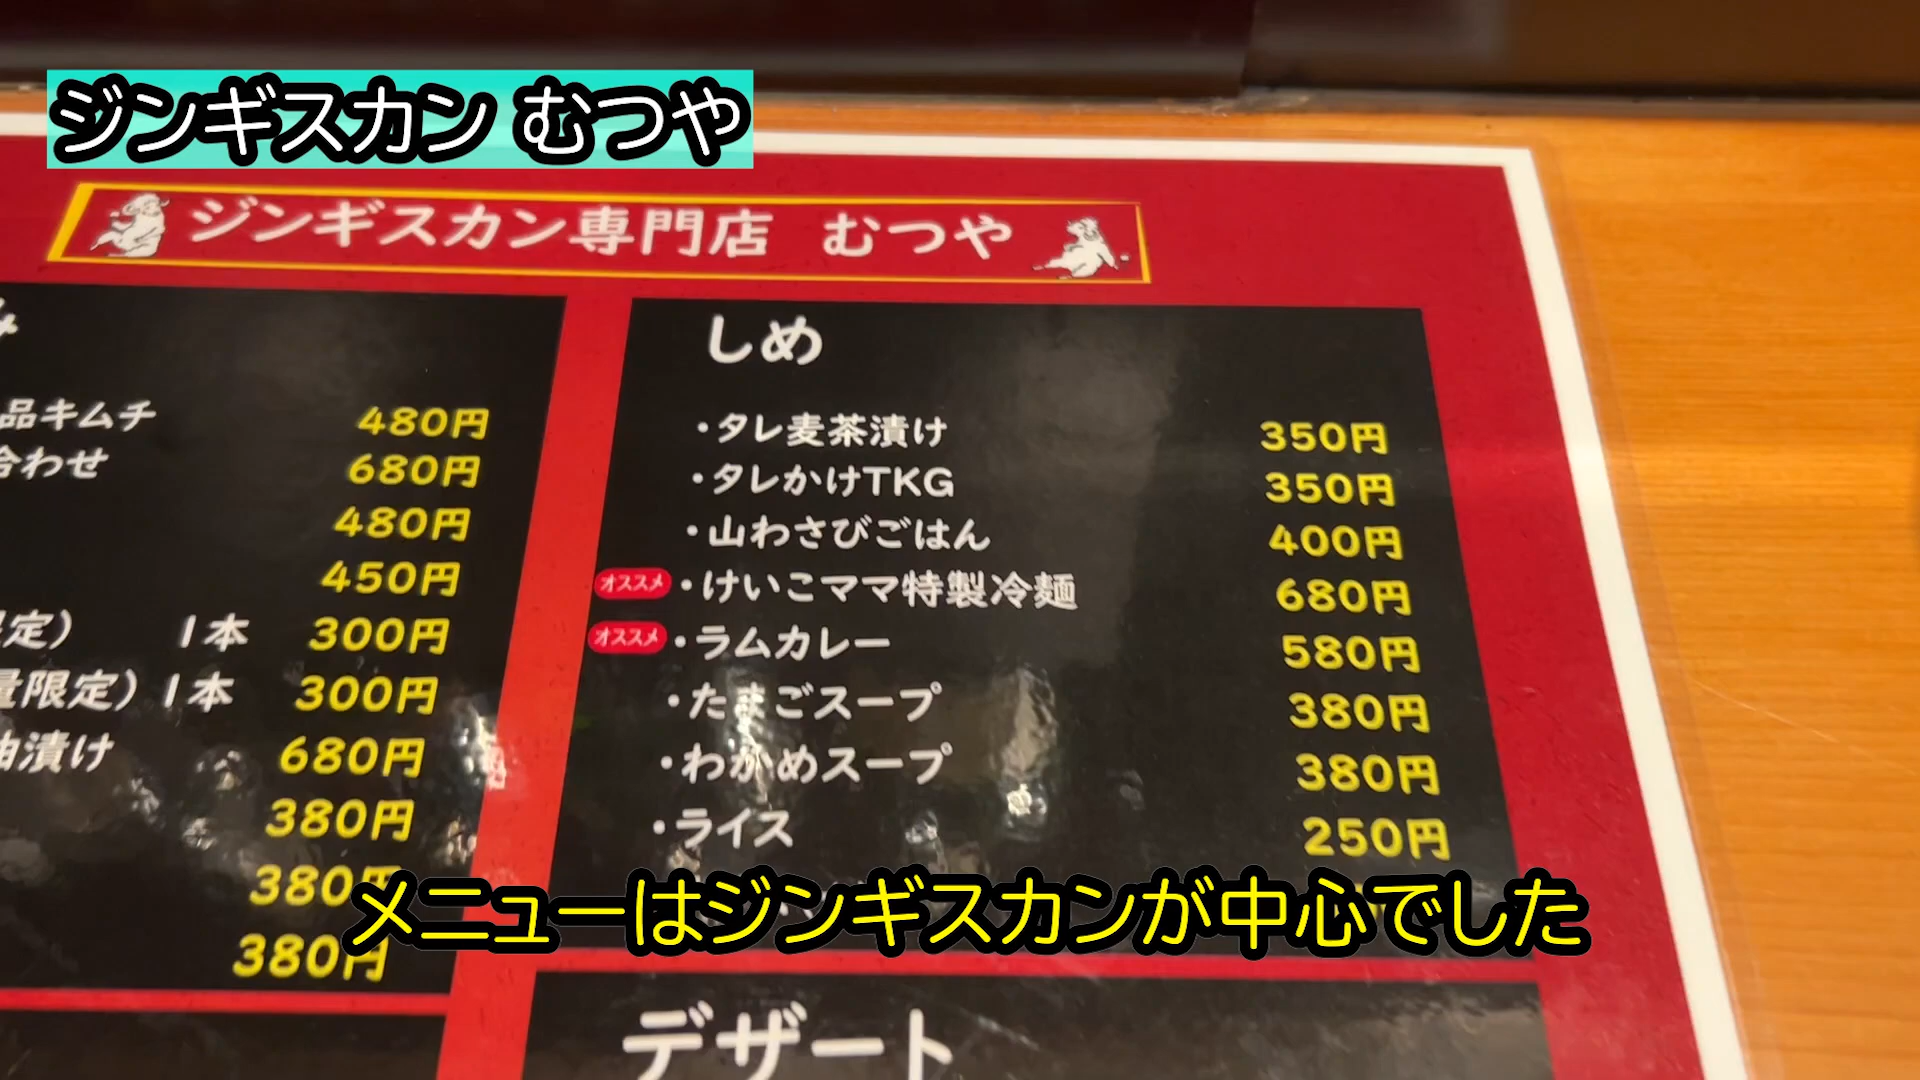 ジンギスカン むつや
ジンギスカン専門店 むつや
品キムチ 480円
合わせ 680円
480円
450円
定） 1本 300円
量限定）1本 300円
油漬け 680円
380円
380円
380円
しめ
・タレ麦茶漬け 350円
・タレかけTKG 350円
・山わさびごはん 400円
オススメ ・けいこママ特製冷麺 680円
オススメ ・ラムカレー 580円
・たまごスープ 380円
・わかめスープ 380円
・ライス 250円
メニューはジンギスカンが中心でした
デザート